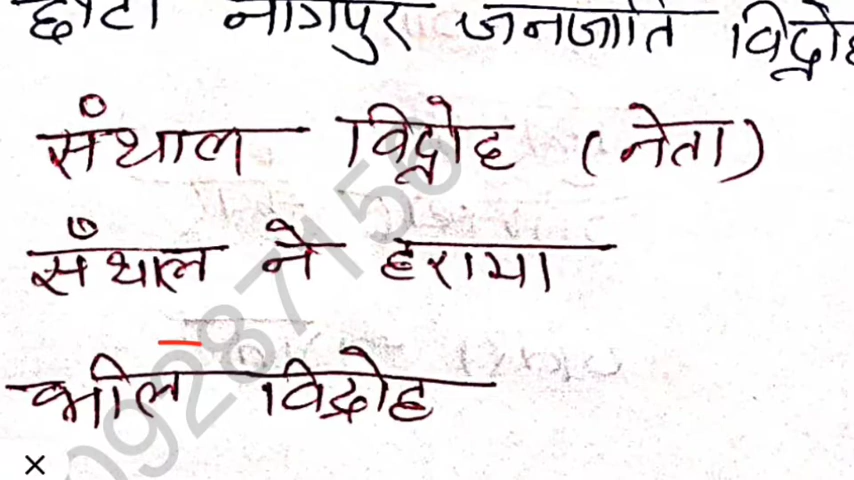 छोटा नागपुर जनजाति विद्रोह
संथाल विद्रोह (नेता)
संथाल ने हराया
भील विद्रोह
×